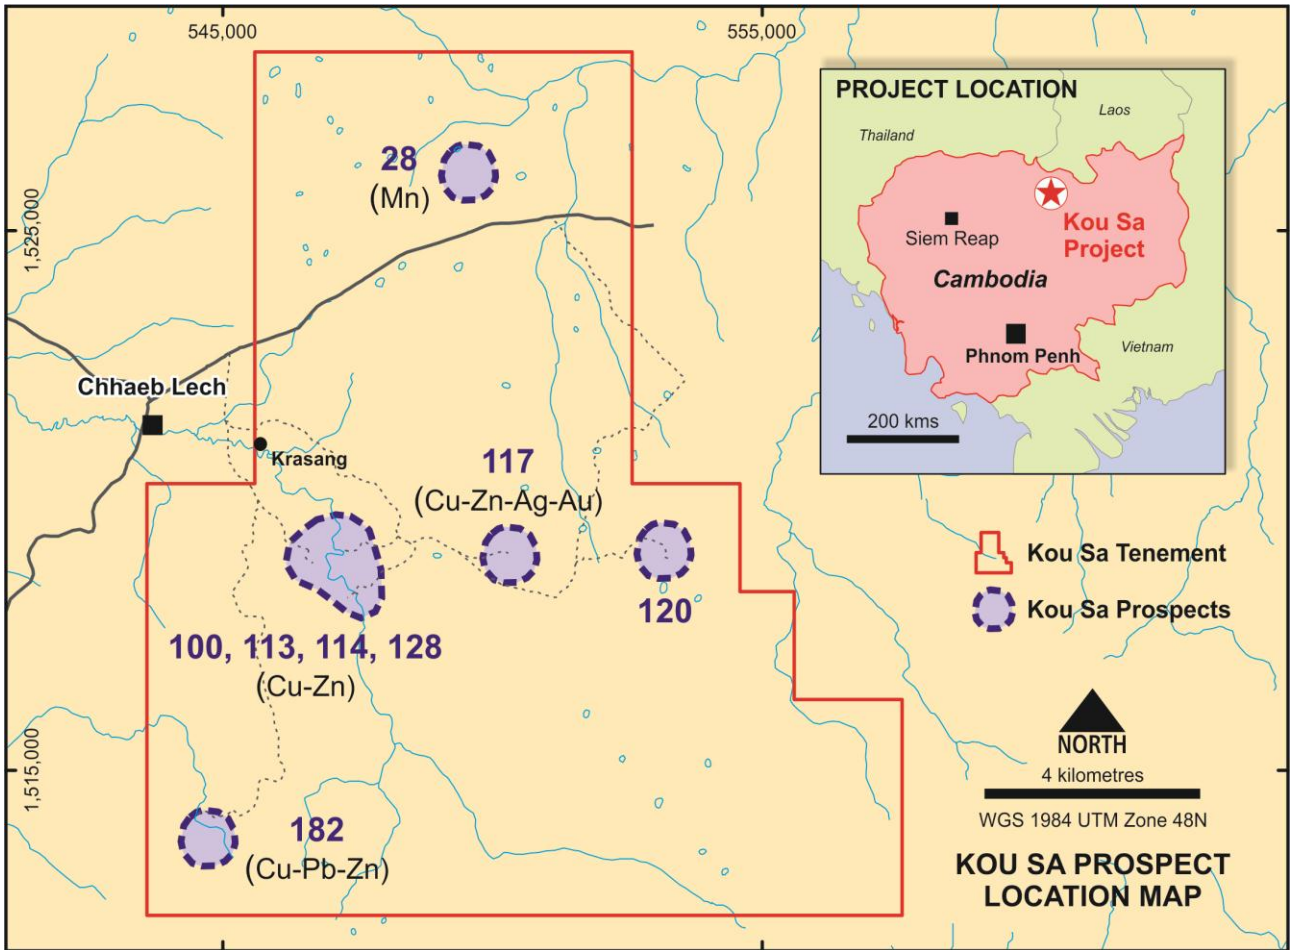 545,000
555,000
PROJECT LOCATION
Laos
Thailand
Kou Sa
Project
Siem Reap
Cambodia
Phnom Penh
Vietnam
200 kms
28
(Mn)
1,525,000
Chhaeb Lech
Krasang
117
(Cu-Zn-Ag-Au)
120
100, 113, 114, 128
(Cu-Zn)
1,515,000
182
(Cu-Pb-Zn)
Kou Sa Tenement
Kou Sa Prospects
NORTH
4 kilometres
WGS 1984 UTM Zone 48N
KOU SA PROSPECT
LOCATION MAP